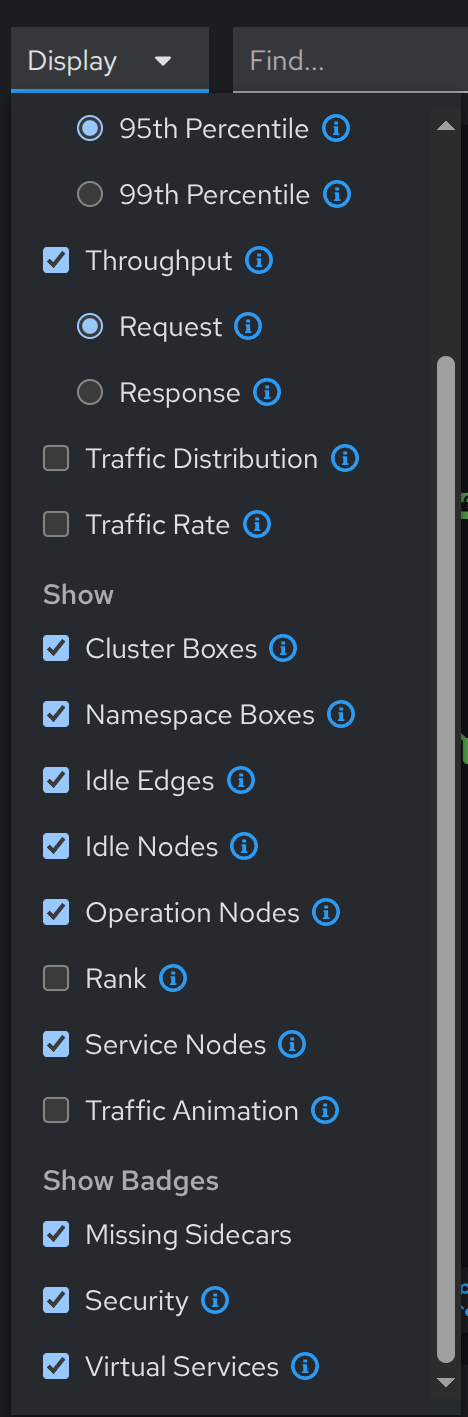 Display
Find...
95th Percentile
99th Percentile
Throughput
Request
Response
Traffic Distribution
Traffic Rate
Show
Cluster Boxes
Namespace Boxes
Idle Edges
Idle Nodes
Operation Nodes
Rank
Service Nodes
Traffic Animation
Show Badges
Missing Sidecars
Security
Virtual Services